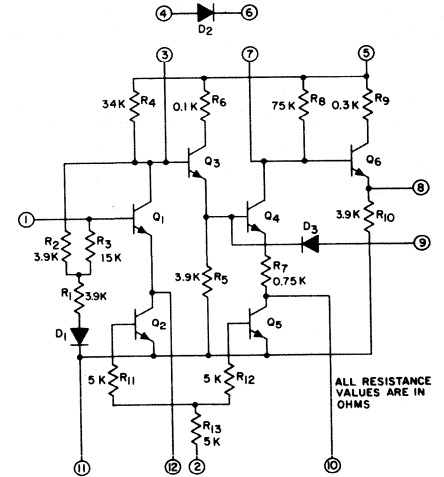 4 6
D2
3 7 5
34K R4 0.1K R6 75K R8 0.3K R9
Q3 Q6
8
1 Q1 Q4 D3 3.9K R10
9
R2 3.9K R3 15K
3.9K R5 R7 0.75K
R1 3.9K
D1 Q2 Q5
5K R11 5K R12
ALL RESISTANCE
VALUES ARE IN
OHMS
R13
5K
11 12 2 10